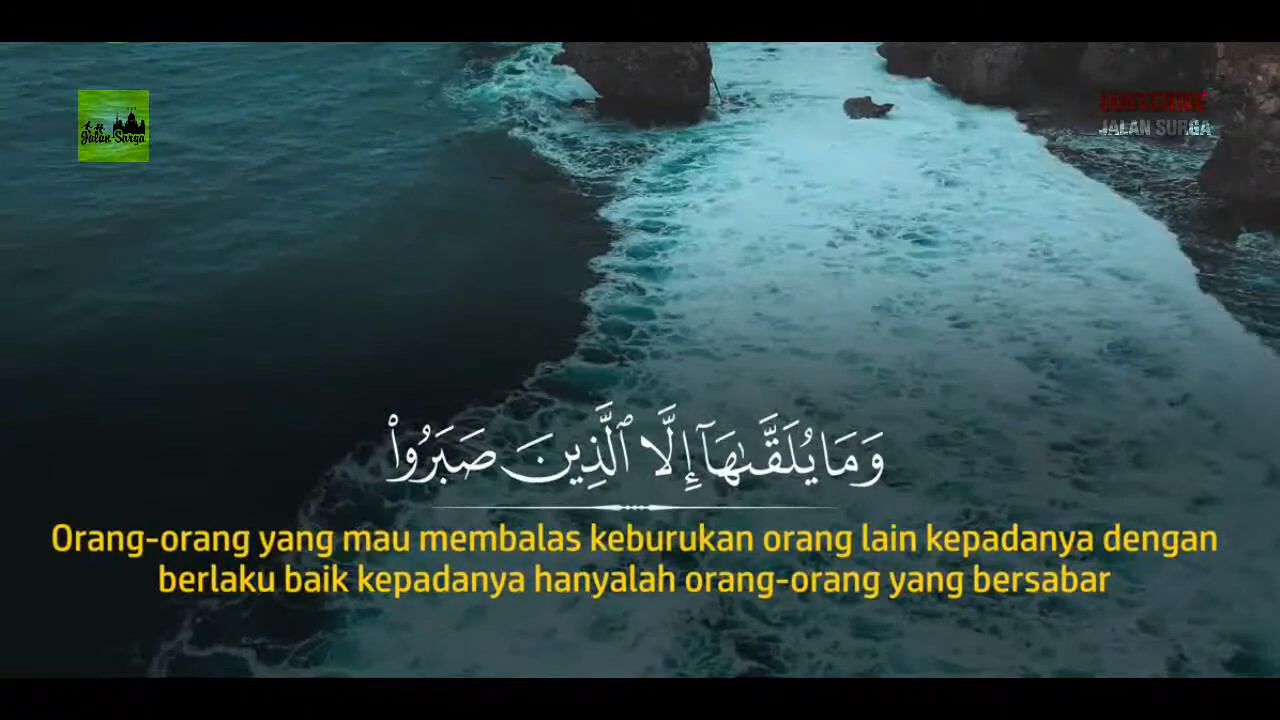 Jalan Surga
SUBSCRIBE
JALAN SURGA
وَمَا يُلَقَّىٰهَآ إِلَّا ٱلَّذِينَ صَبَرُوا۟
Orang-orang yang mau membalas keburukan orang lain kepadanya dengan
berlaku baik kepadanya hanyalah orang-orang yang bersabar